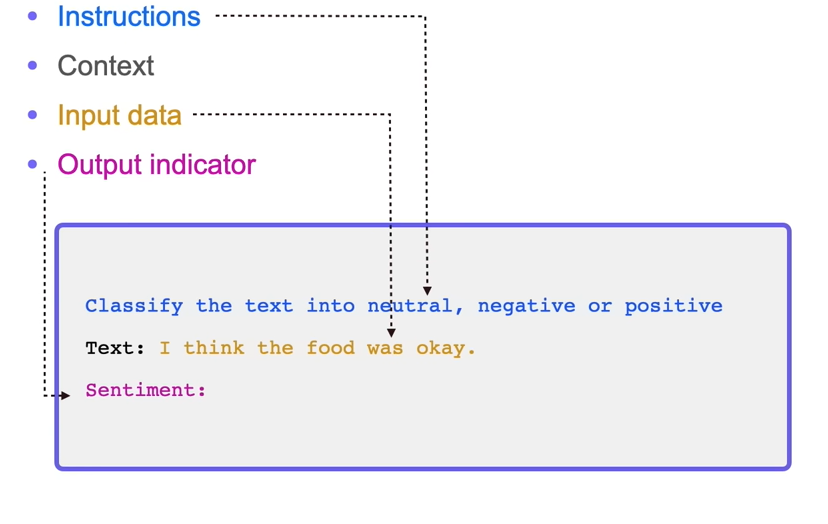 Instructions
Context
Input data
Output indicator
Classify the text into neutral, negative or positive
Text: I think the food was okay.
Sentiment: